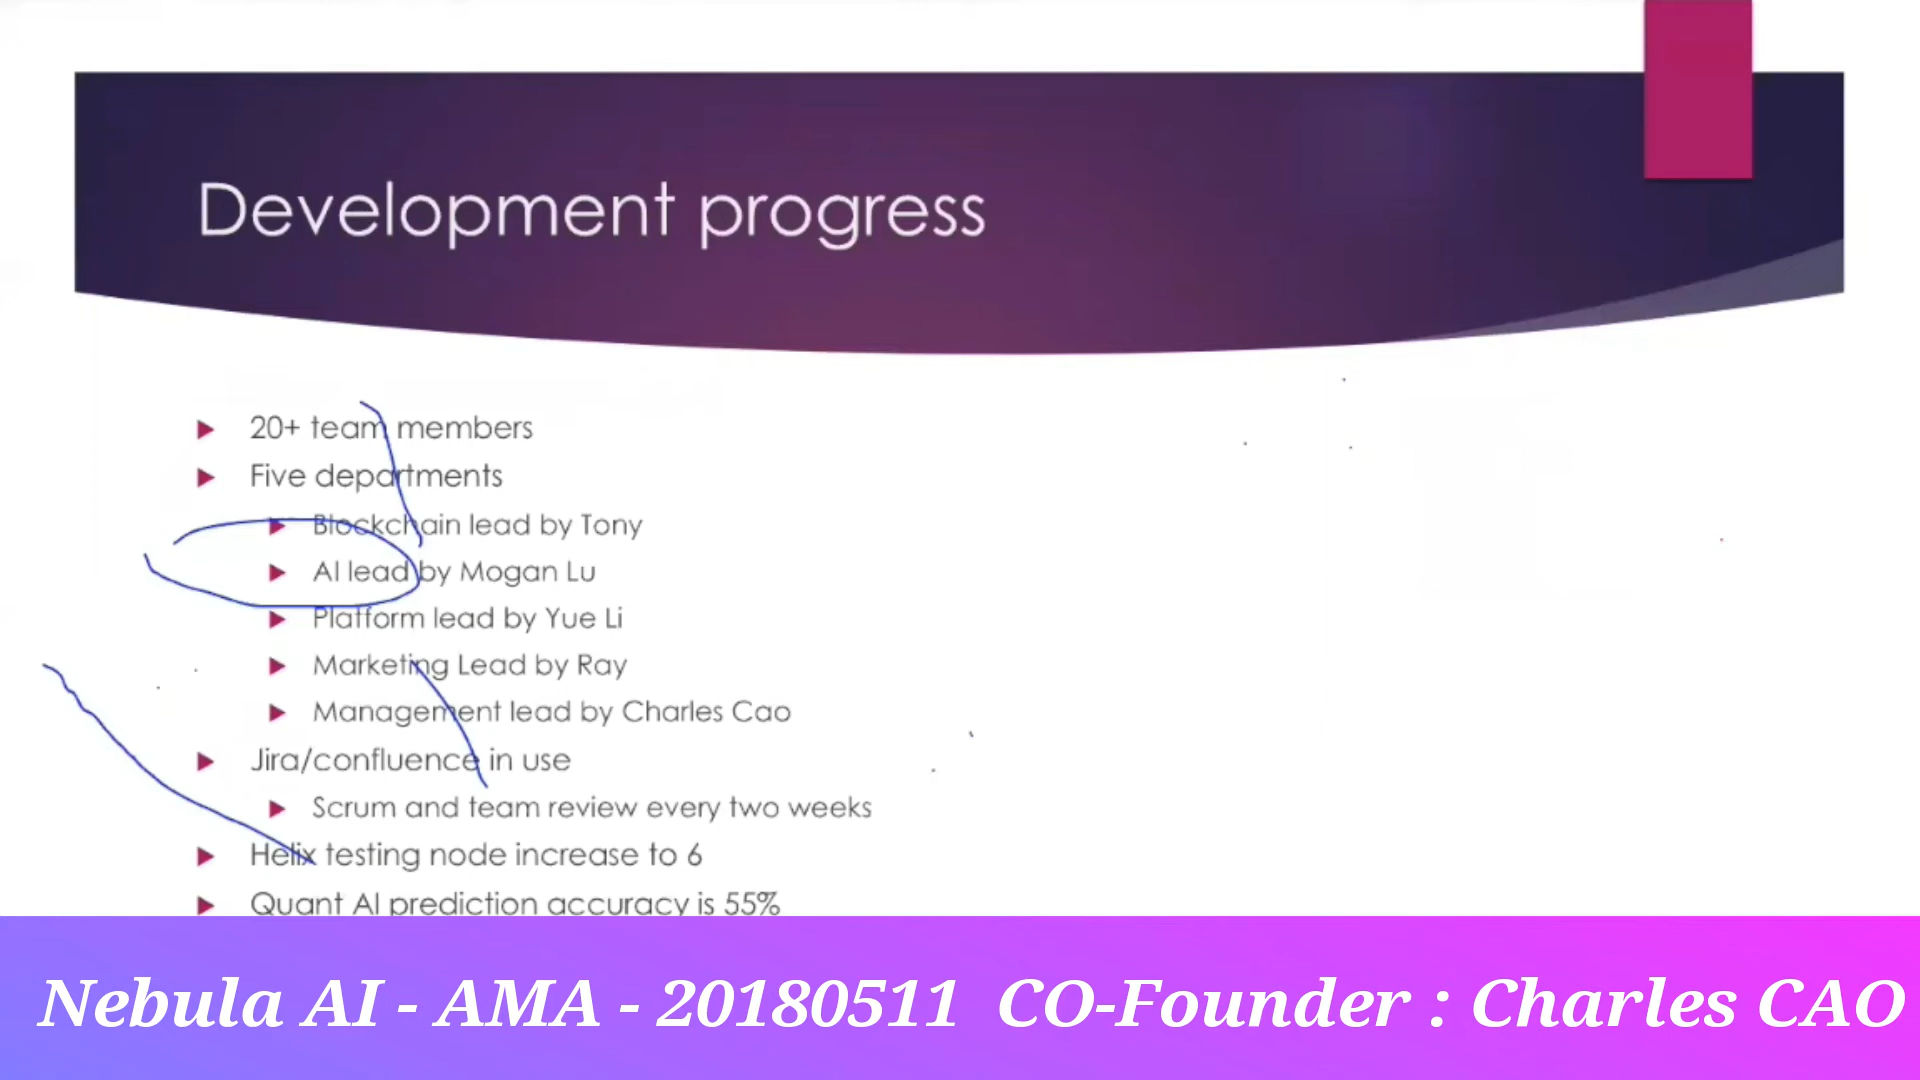 Development progress
20+ team members
Five departments
Blockchain lead by Tony
AI lead by Mogan Lu
Platform lead by Yue Li
Marketing Lead by Ray
Management lead by Charles Cao
Jira/confluence in use
Scrum and team review every two weeks
Helix testing node increase to 6
Quant AI prediction accuracy is 55%
Nebula AI - AMA - 20180511 CO-Founder : Charles CAO